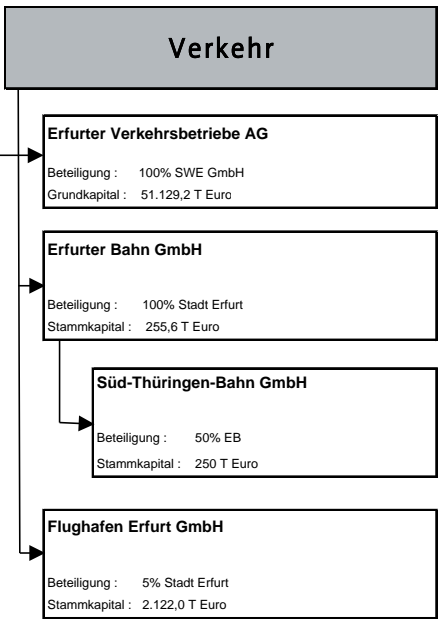 Verkehr
Erfurter Verkehrsbetriebe AG
Beteiligung : 100% SWE GmbH
Grundkapital : 51.129,2 T Euro
Erfurter Bahn GmbH
Beteiligung : 100% Stadt Erfurt
Stammkapital : 255,6 T Euro
Süd-Thüringen-Bahn GmbH
Beteiligung : 50% EB
Stammkapital : 250 T Euro
Flughafen Erfurt GmbH
Beteiligung : 5% Stadt Erfurt
Stammkapital : 2.122,0 T Euro